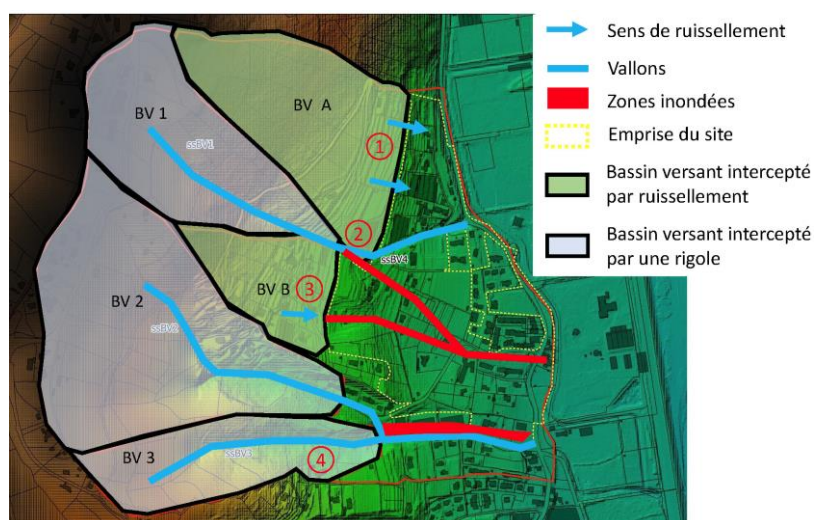 Sens de ruissellement
Vallons
Zones inondées
Emprise du site
Bassin versant intercepté
par ruissellement
Bassin versant intercepté
par une rigole
BV A
BV 1
ssBV1
1
2
ssBV4
BV B
3
BV 2
ssBV2
BV 3
ssBV3
4